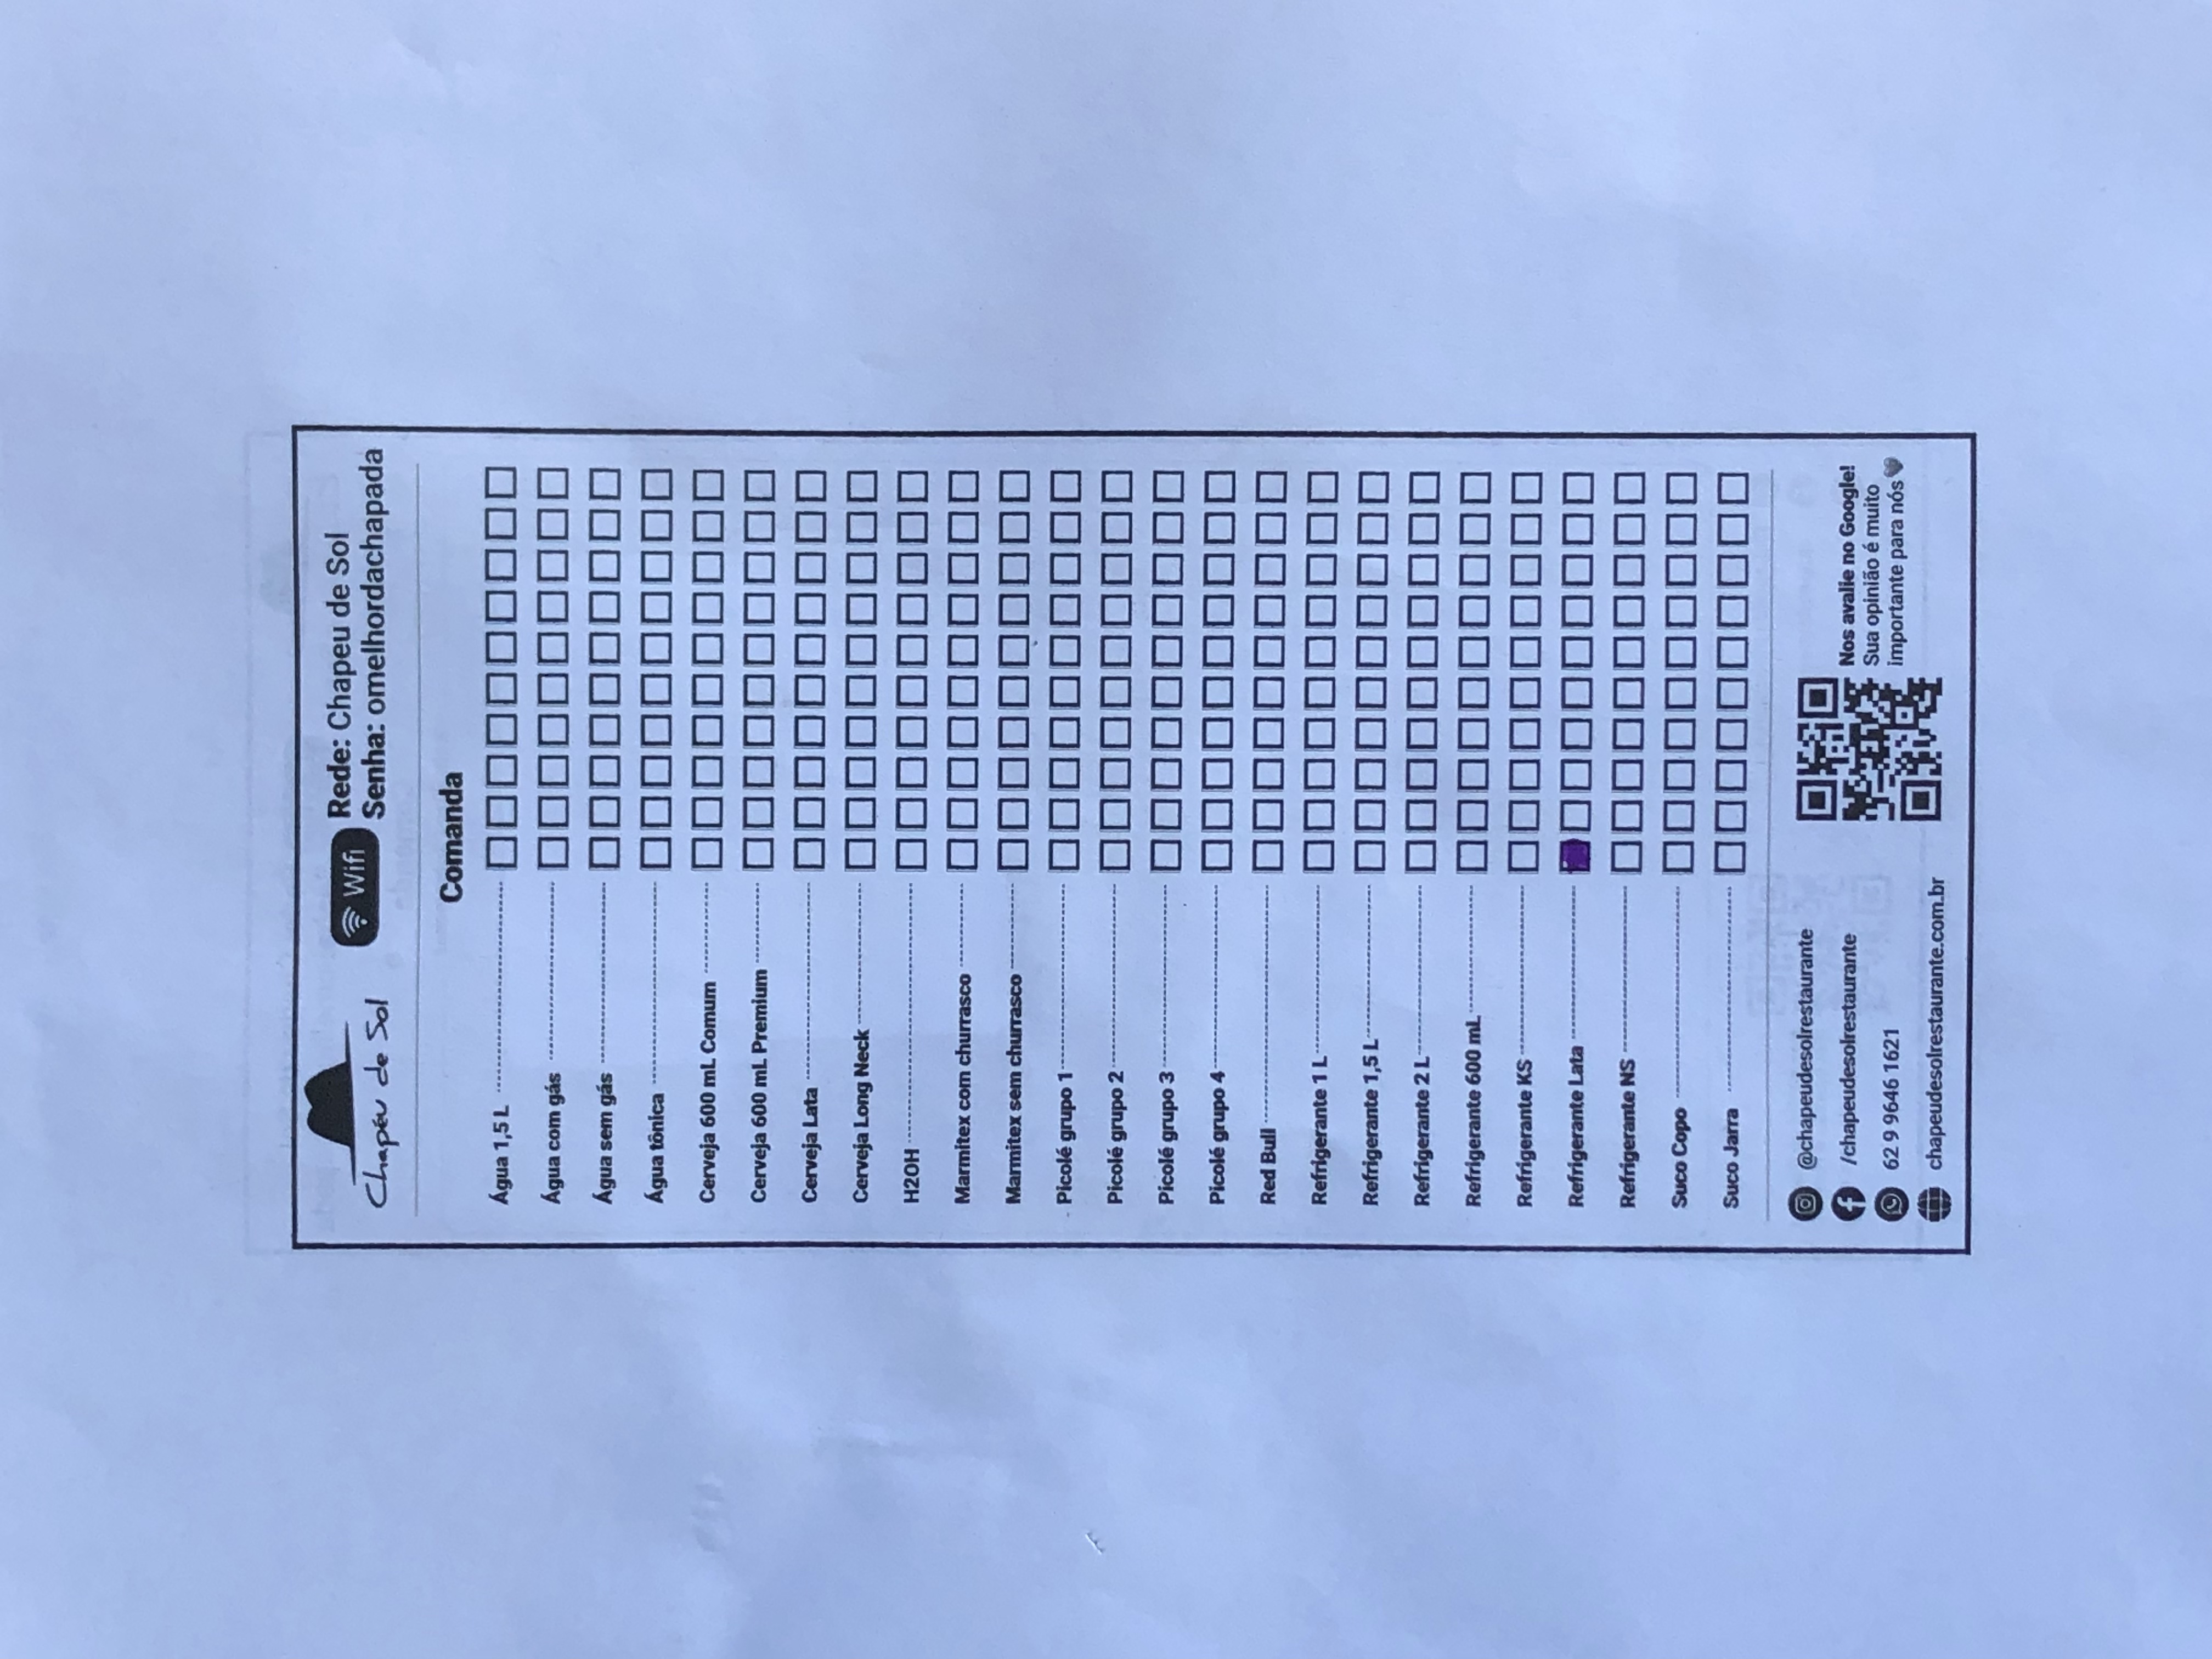 Chapéu de Sol
Wifi
Rede: Chapeu de Sol
Senha: omelhordachapada
Comanda
Água 1,5 L
Água com gás
Água sem gás
Água tônica
Cerveja 600 mL Comum
Cerveja 600 mL Premium
Cerveja Lata
Cerveja Long Neck
H2OH
Marmitex com churrasco
Marmitex sem churrasco
Picolé grupo 1
Picolé grupo 2
Picolé grupo 3
Picolé grupo 4
Red Bull
Refrigerante 1 L
Refrigerante 1,5 L
Refrigerante 2 L
Refrigerante 600 mL
Refrigerante KS
Refrigerante Lata
Refrigerante NS
Suco Copo
Suco Jarra
@chapeudesolrestaurante
/chapeudesolrestaurante
62 9 9646 1621
chapeudesolrestaurante.com.br
Nos avalie no Google!
Sua opinião é muito
importante para nós